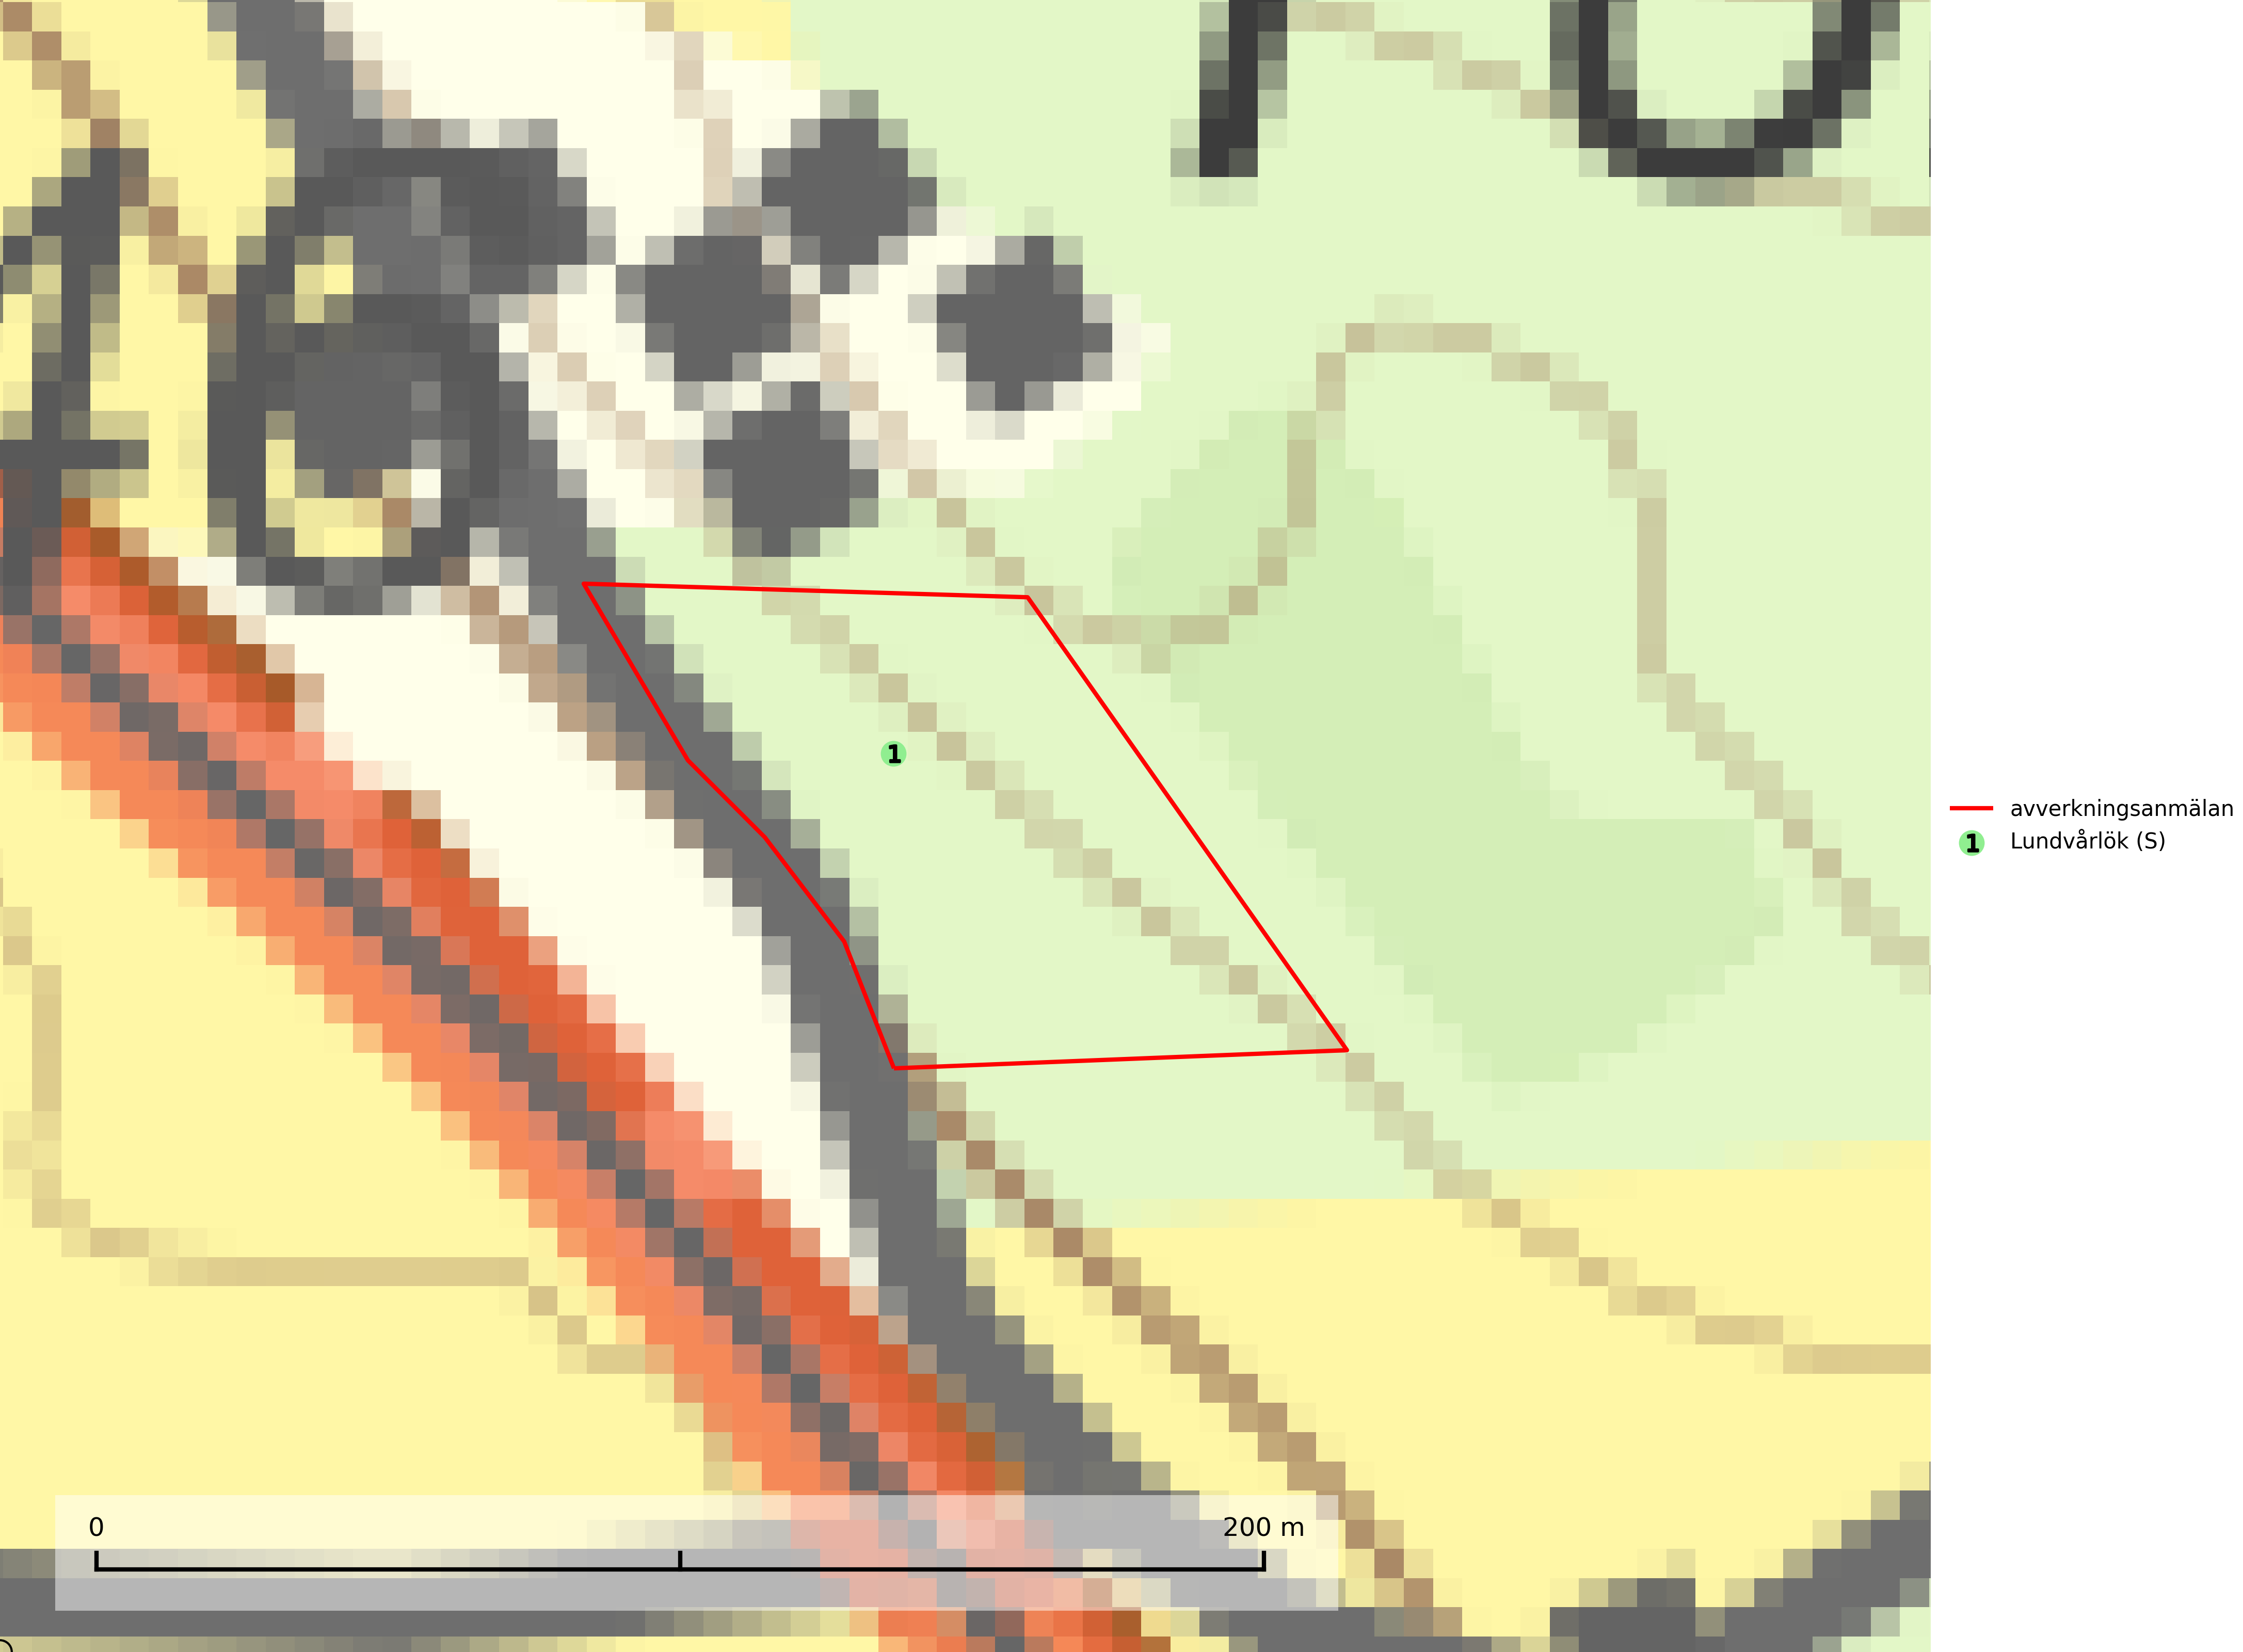 1
avverkningsanmälan
1 Lundvårlök (S)
0 200 m